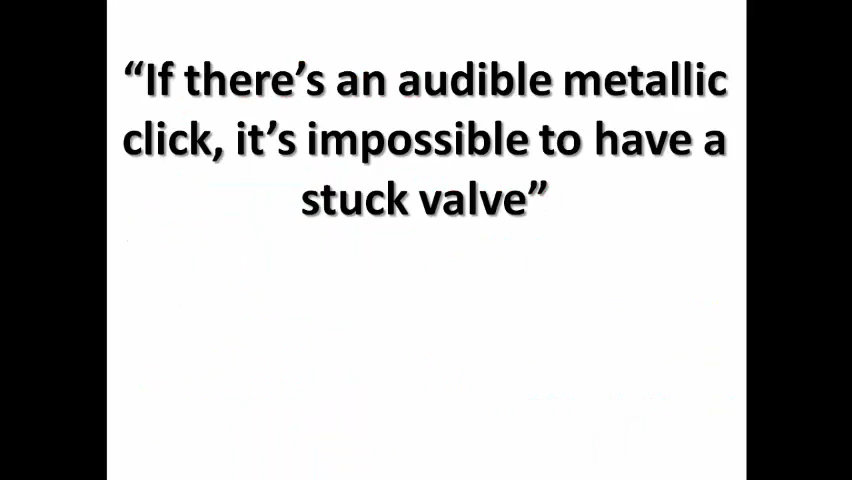 “If there’s an audible metallic
click, it’s impossible to have a
stuck valve”